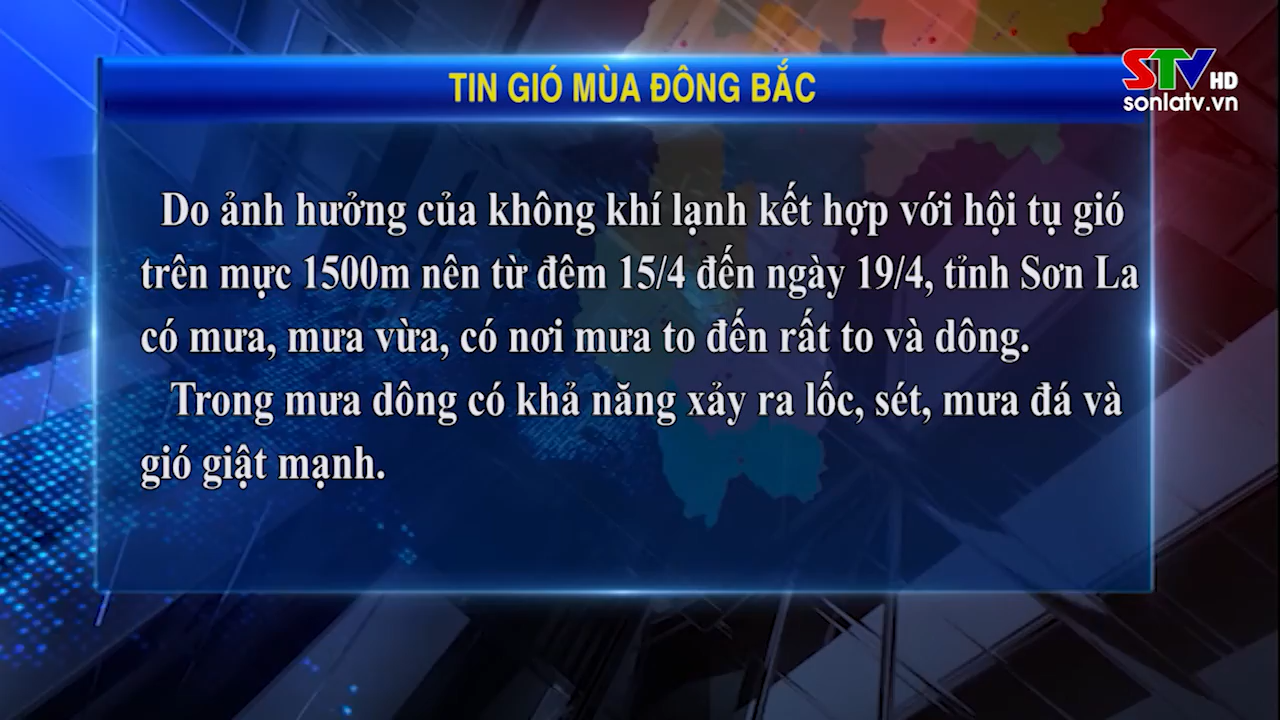 TIN GIÓ MÙA ĐÔNG BẮC
STV HD
sonlatv.vn
Do ảnh hưởng của không khí lạnh kết hợp với hội tụ gió
trên mực 1500m nên từ đêm 15/4 đến ngày 19/4, tỉnh Sơn La
có mưa, mưa vừa, có nơi mưa to đến rất to và dông.
Trong mưa dông có khả năng xảy ra lốc, sét, mưa đá và
gió giật mạnh.